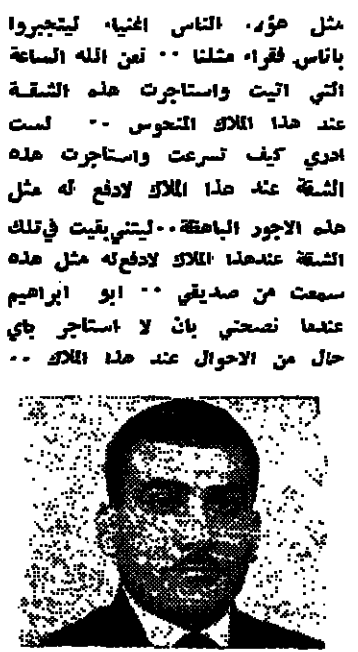 مثل هؤلاء الناس اغنياء ليتجبروا
باناس فقراء مثلنا .. لعن الله الساعة
التي اتيت واستاجرت هذه الشقة
عند هذا الملاك المنحوس .. لست
ادري كيف تسرعت واستاجرت هذه
الشقة عند هذا الملاك لادفع له مثل
هذه الاجور الباهظة .. ليتني بقيت في تلك
الشقة عند هذا الملاك لادفع له مثل هذه
سمعت من صديقي .. ابو ابراهيم
عندما نصحني بان لا استاجر باي
حال من الاحوال عند هذا الملاك ..